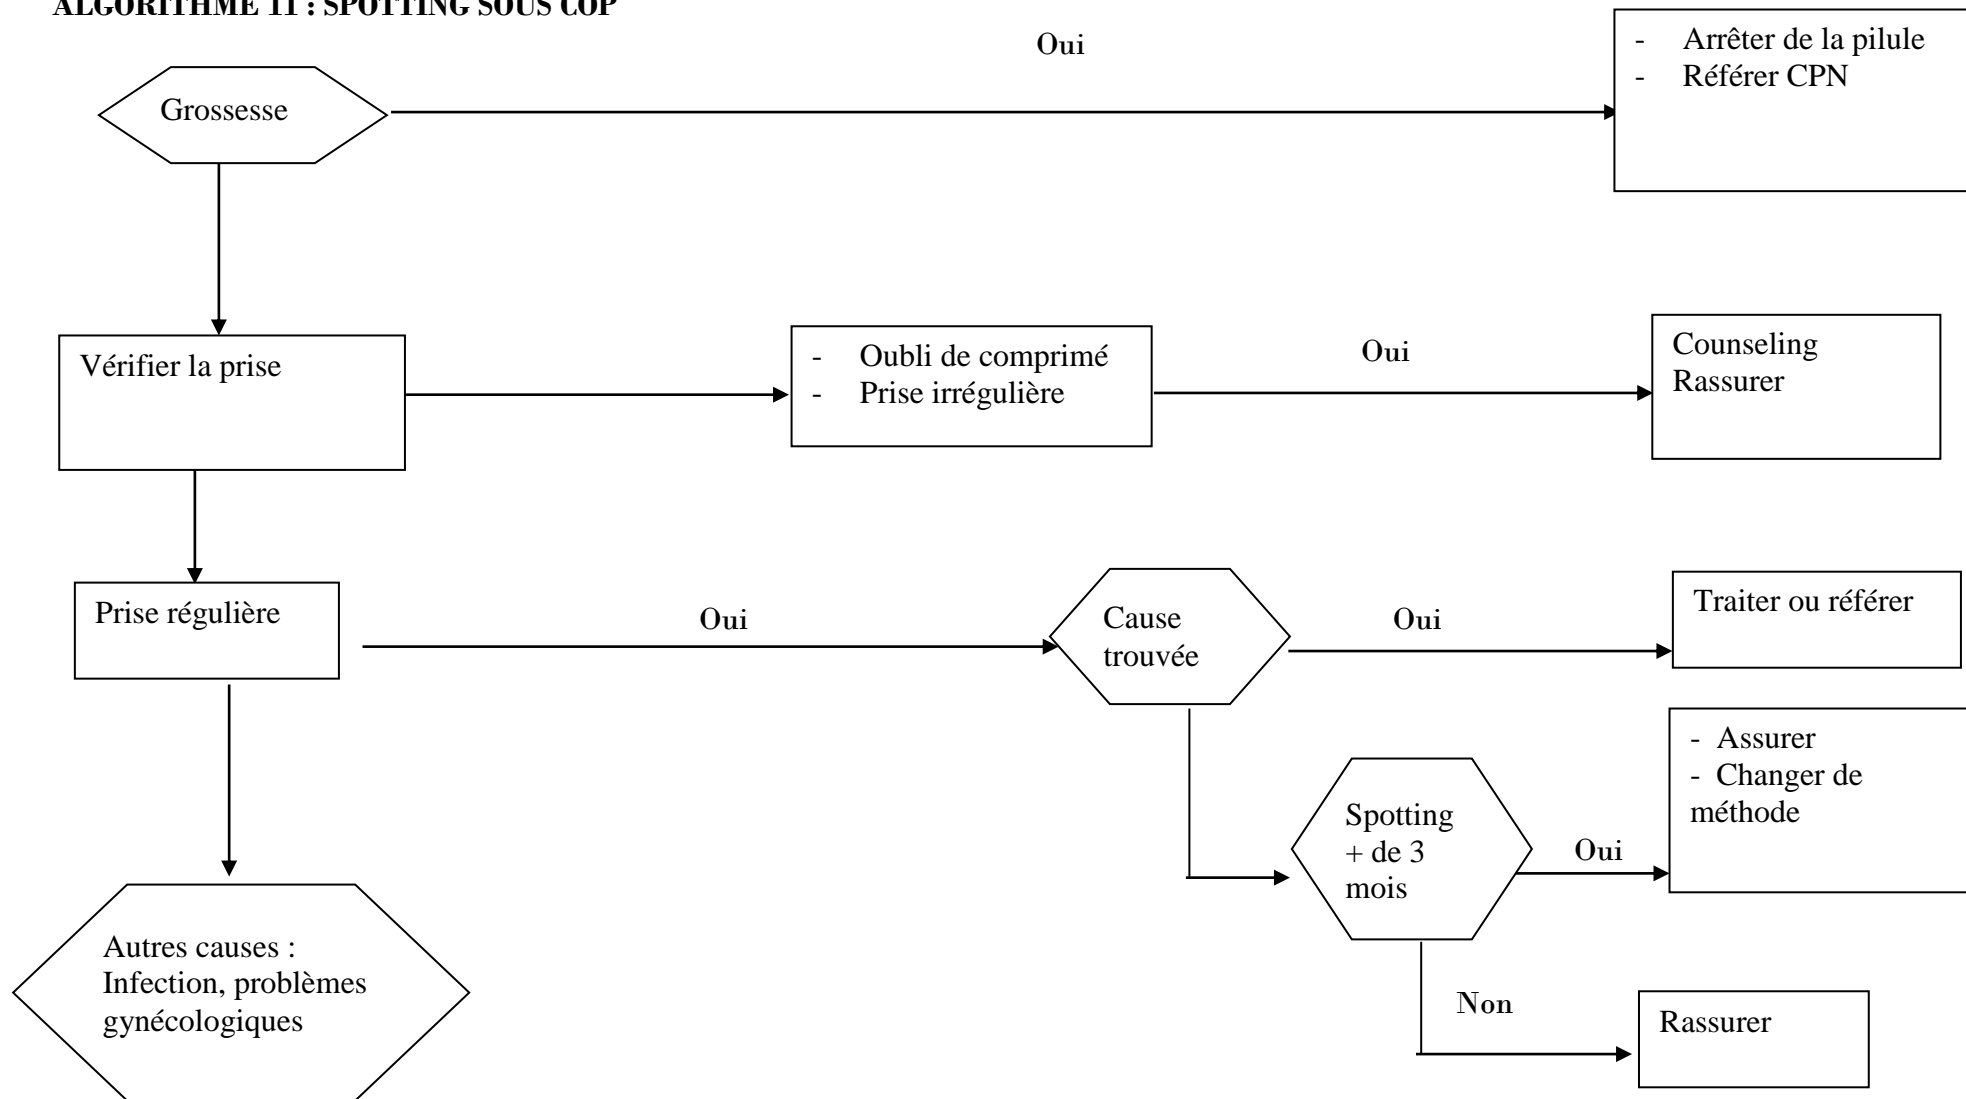 ALGORITHME 11 : SPOTTING SOUS COP
Oui
- Arrêter de la pilule
- Référer CPN
Grossesse
Vérifier la prise
- Oubli de comprimé
- Prise irrégulière
Oui
Counseling
Rassurer
Prise régulière
Oui
Cause
trouvée
Oui
Traiter ou référer
- Assurer
- Changer de
méthode
Spotting
+ de 3
mois
Oui
Autres causes :
Infection, problèmes
gynécologiques
Non
Rassurer